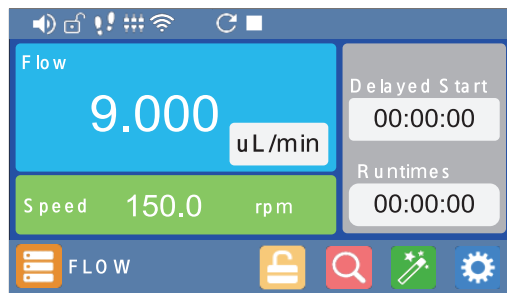 Flow
9.000
uL/min
Delayed Start
00:00:00
Runtimes
00:00:00
Speed 150.0 rpm
FLOW